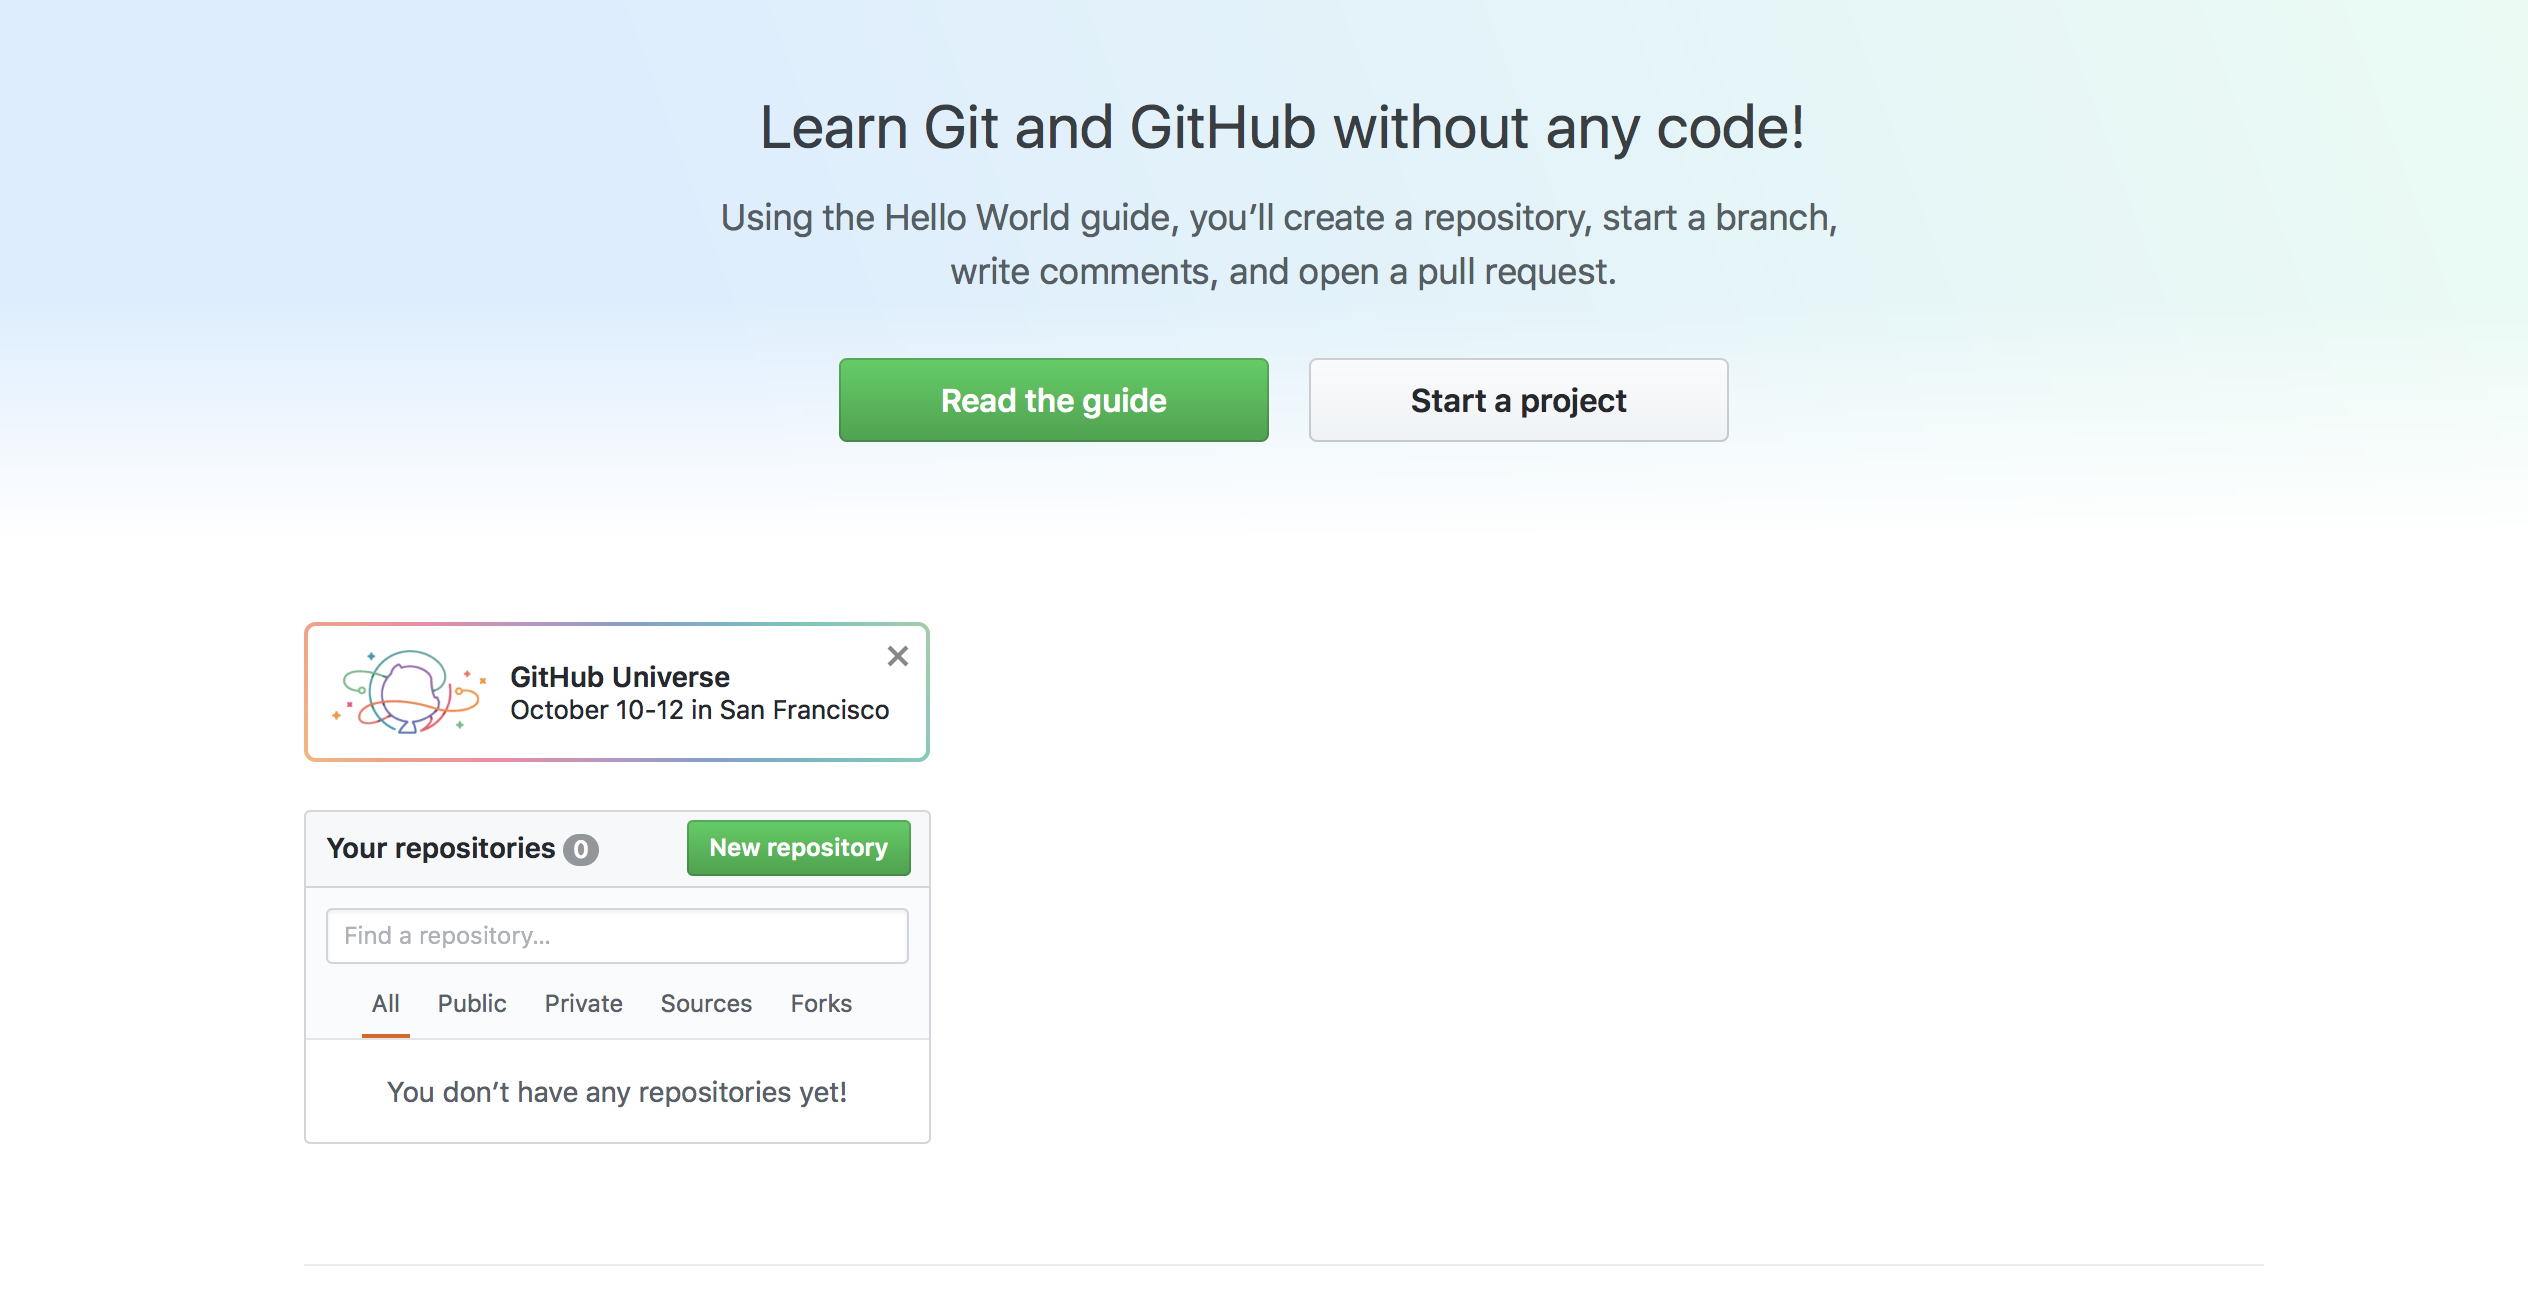 Learn Git and GitHub without any code!
Using the Hello World guide, you’ll create a repository, start a branch,
write comments, and open a pull request.
Read the guide
Start a project
GitHub Universe
October 10-12 in San Francisco
Your repositories 0
New repository
Find a repository...
All Public Private Sources Forks
You don’t have any repositories yet!